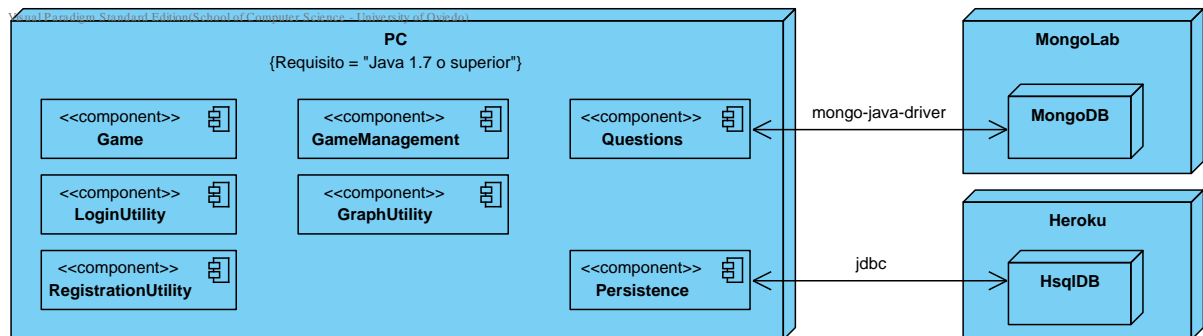 Visual Paradigm Standard Edition(School of Computer Science - University of Oviedo)
PC
{Requisito = "Java 1.7 o superior"}
<<component>>
Game
<<component>>
GameManagement
<<component>>
Questions
<<component>>
LoginUtility
<<component>>
GraphUtility
<<component>>
RegistrationUtility
<<component>>
Persistence
mongo-java-driver
jdbc
MongoLab
MongoDB
Heroku
HsqlDB